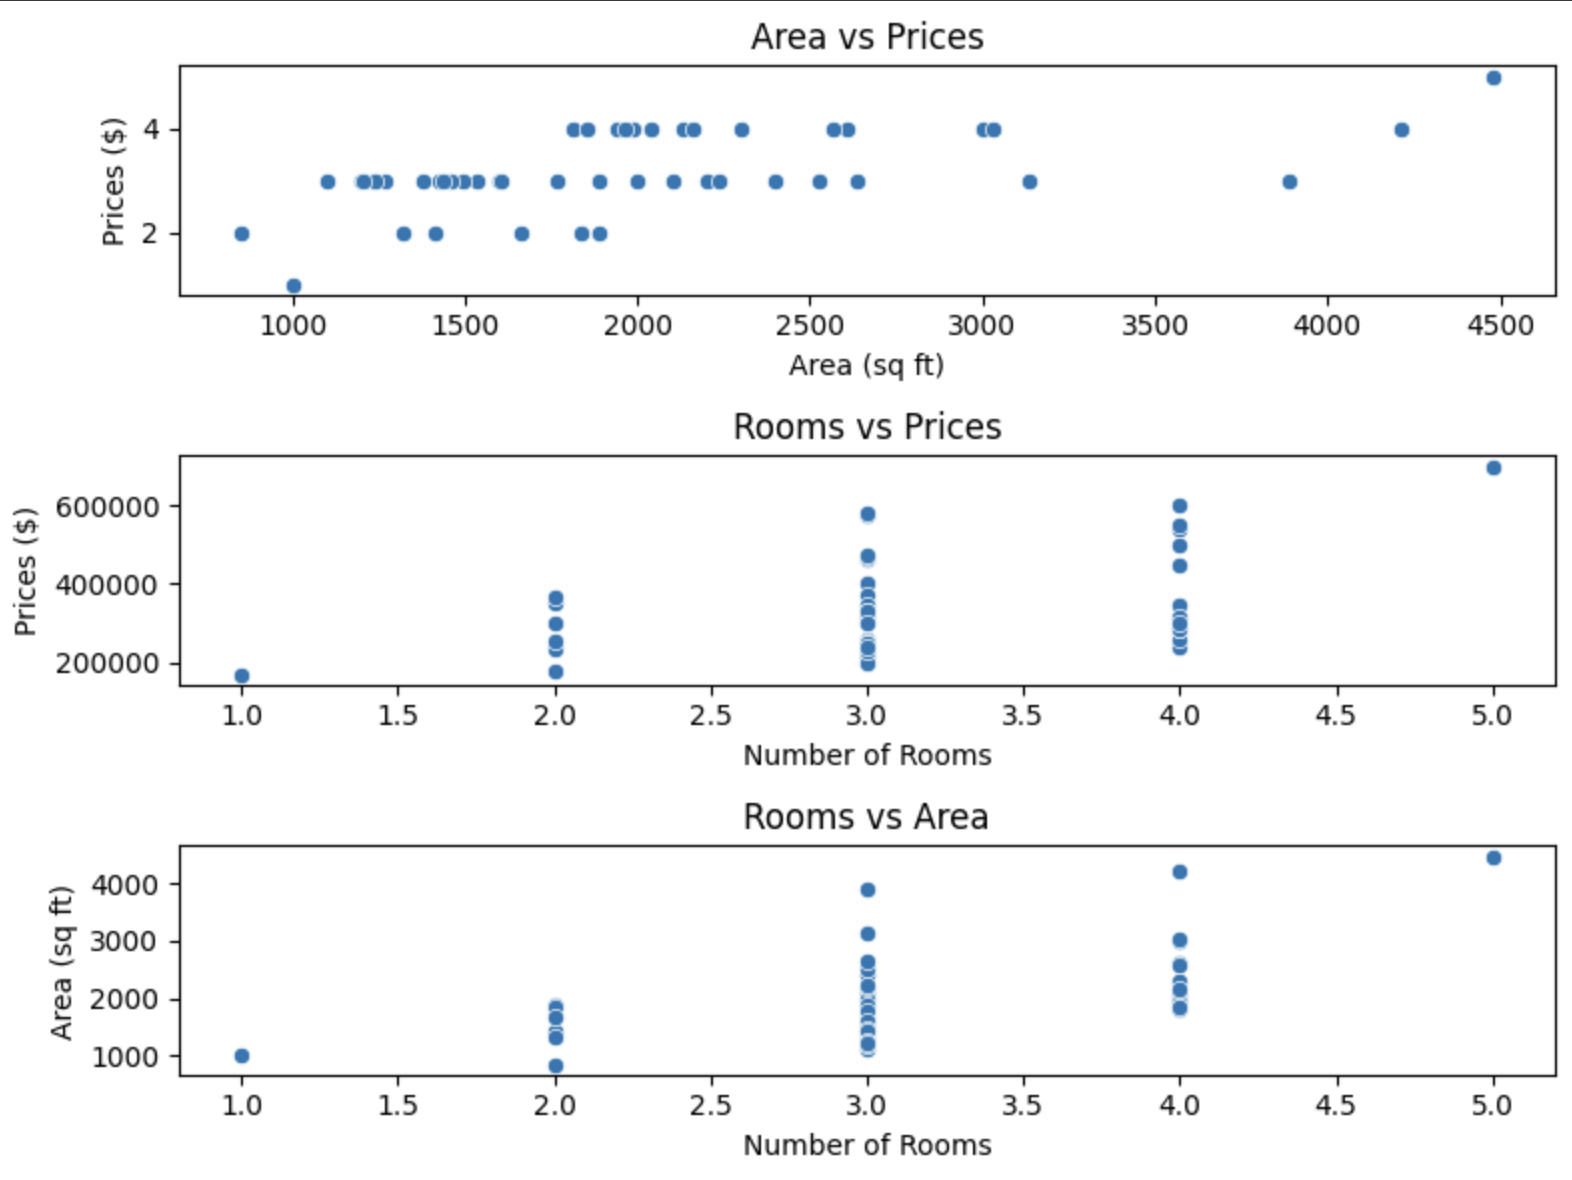 Area vs Prices
Prices ($)
4
2
1000 1500 2000 2500 3000 3500 4000 4500
Area (sq ft)
Rooms vs Prices
Prices ($)
600000
400000
200000
1.0 1.5 2.0 2.5 3.0 3.5 4.0 4.5 5.0
Number of Rooms
Rooms vs Area
Area (sq ft)
4000
3000
2000
1000
1.0 1.5 2.0 2.5 3.0 3.5 4.0 4.5 5.0
Number of Rooms